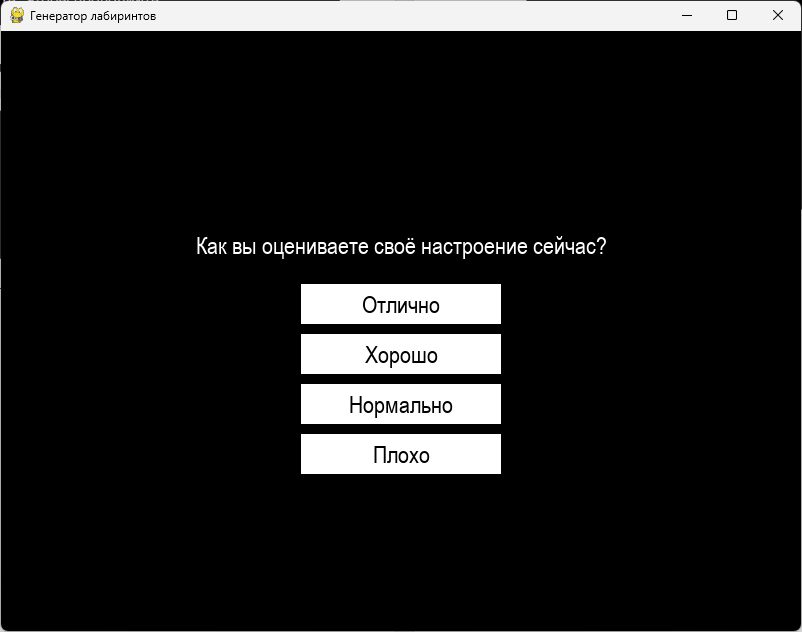 Генератор лабиринтов
Как вы оцениваете своё настроение сейчас?
Отлично
Хорошо
Нормально
Плохо